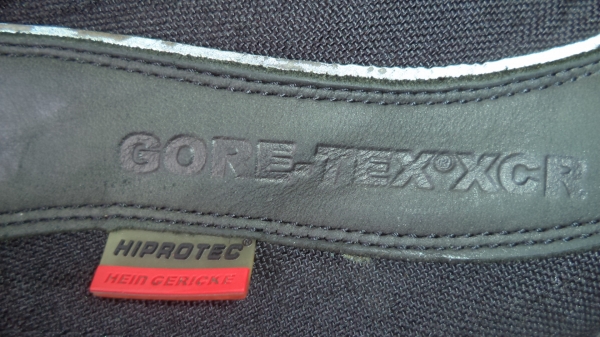 GORE-TEX® XCR
HIPROTEC®
HEIN GERICKE